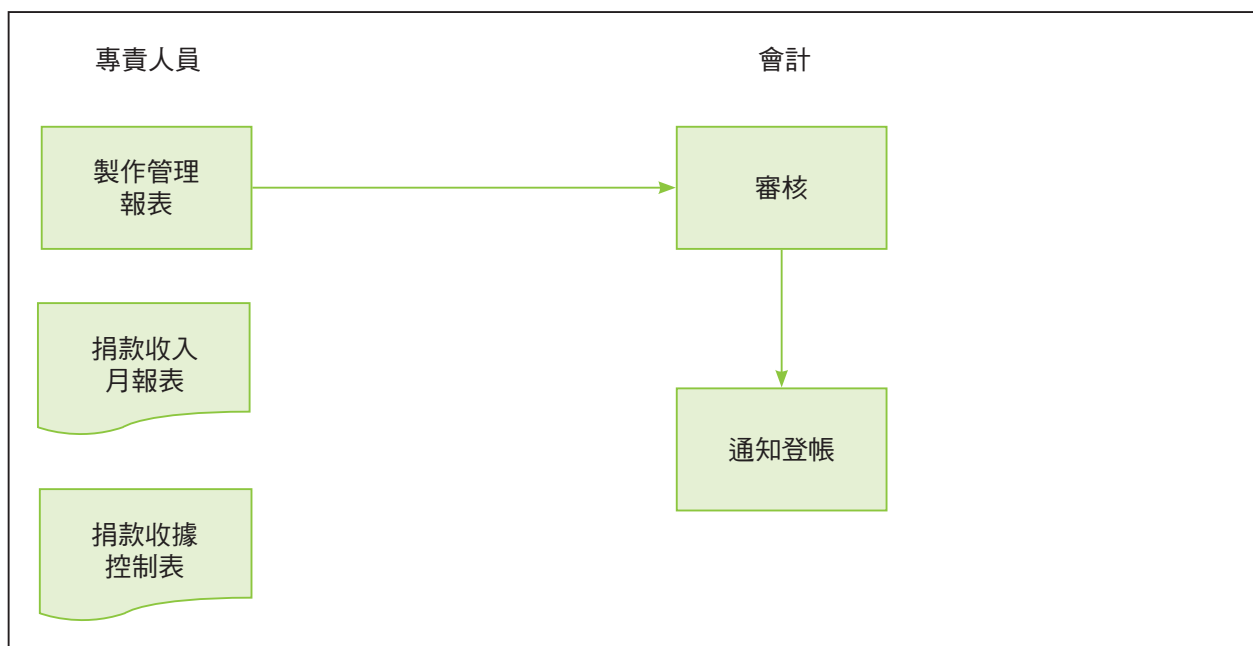 專責人員
會計
製作管理
報表
審核
捐款收入
月報表
通知登帳
捐款收據
控制表